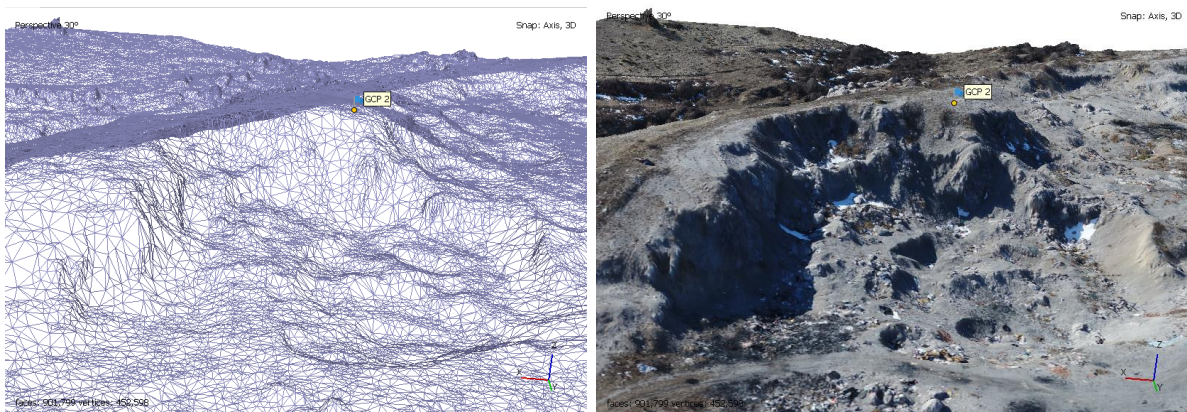 Perspective 30°
Snap: Axis, 3D
GCP 2
Z
X
Y
faces: 901,799 vertices: 452,598
Perspective 30°
Snap: Axis, 3D
GCP 2
Z
X
Y
faces: 901,799 vertices: 452,598